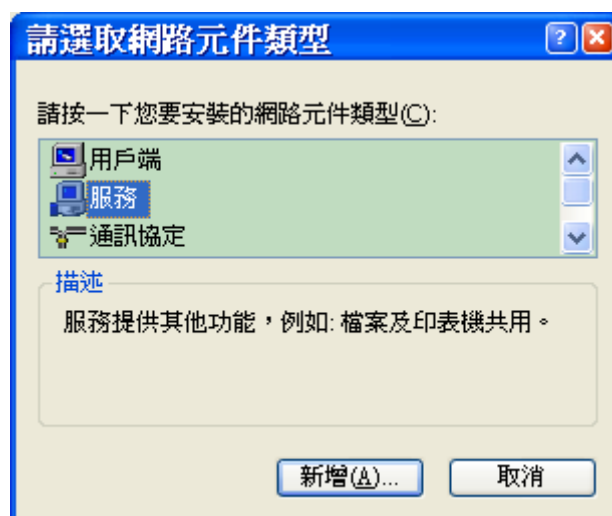 請選取網路元件類型
請按一下您要安裝的網路元件類型(C):
用戶端
服務
通訊協定
描述
服務提供其他功能，例如: 檔案及印表機共用。
新增(A)...
取消